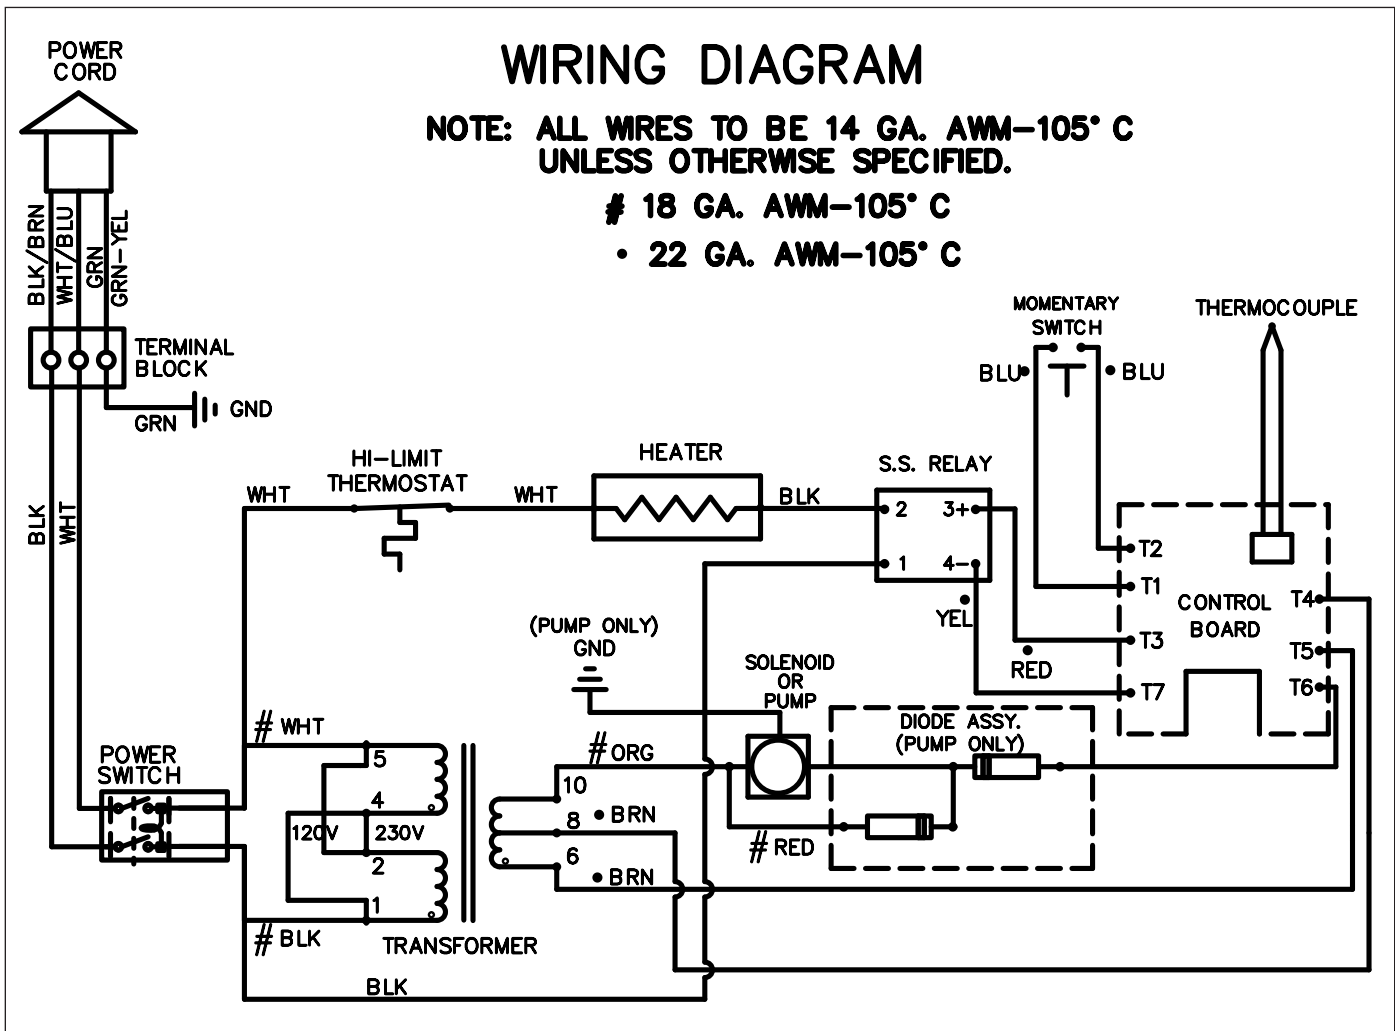 POWER
CORD
WIRING DIAGRAM
NOTE: ALL WIRES TO BE 14 GA. AWM-105° C
UNLESS OTHERWISE SPECIFIED.
# 18 GA. AWM-105° C
• 22 GA. AWM-105° C
BLK/BRN
WHT/BLU
GRN
GRN-YEL
TERMINAL
BLOCK
GRN
GND
BLK
WHT
MOMENTARY
SWITCH
BLU•
• BLU
THERMOCOUPLE
WHT
HI-LIMIT
THERMOSTAT
WHT
HEATER
BLK
S.S. RELAY
2
3+
1
4-
• YEL
• RED
T2
T1
T3
T7
CONTROL
BOARD
T4
T5
T6
(PUMP ONLY)
GND
SOLENOID
OR
PUMP
DIODE ASSY.
(PUMP ONLY)
POWER
SWITCH
# WHT
5
4
120V
230V
2
1
# BLK
TRANSFORMER
# ORG
10
• BRN
8
6
• BRN
# RED
BLK